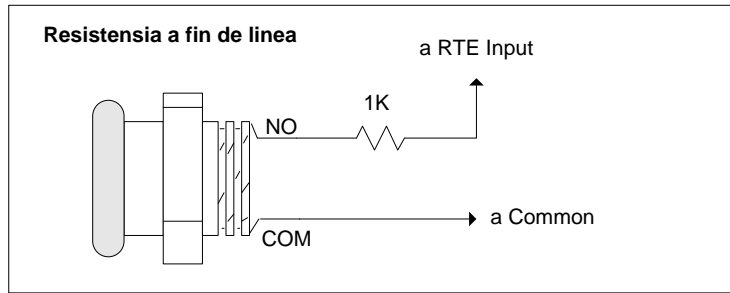 Resistensia a fin de linea
a RTE Input
1K
NO
a Common
COM